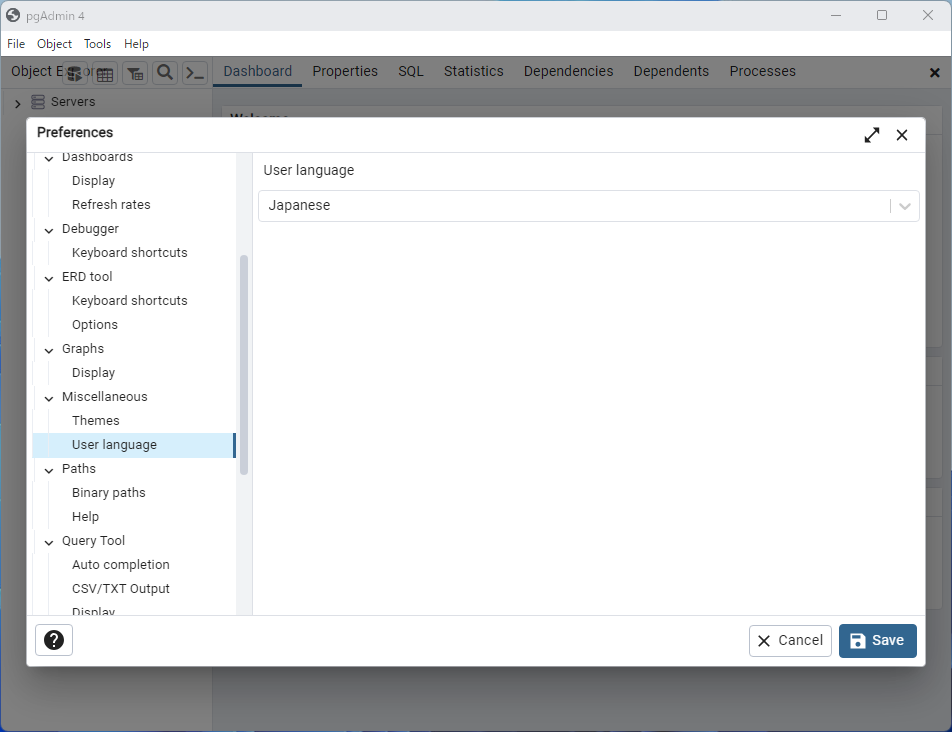 pgAdmin 4
File Object Tools Help
Object Explorer
Dashboard Properties SQL Statistics Dependencies Dependents Processes
Servers
Welcome
Preferences
Dashboards
Display
Refresh rates
Debugger
Keyboard shortcuts
ERD tool
Keyboard shortcuts
Options
Graphs
Display
Miscellaneous
Themes
User language
Paths
Binary paths
Help
Query Tool
Auto completion
CSV/TXT Output
Display
User language
Japanese
Cancel
Save